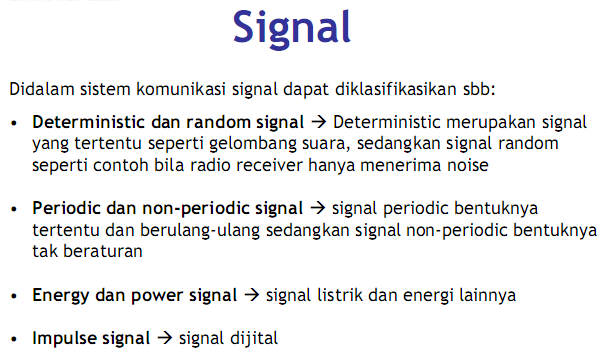 Signal
Didalam sistem komunikasi signal dapat diklasifikasikan sbb:
• Deterministic dan random signal → Deterministic merupakan signal
yang tertentu seperti gelombang suara, sedangkan signal random
seperti contoh bila radio receiver hanya menerima noise
• Periodic dan non-periodic signal → signal periodic bentuknya
tertentu dan berulang-ulang sedangkan signal non-periodic bentuknya
tak beraturan
• Energy dan power signal → signal listrik dan energi lainnya
• Impulse signal → signal dijital